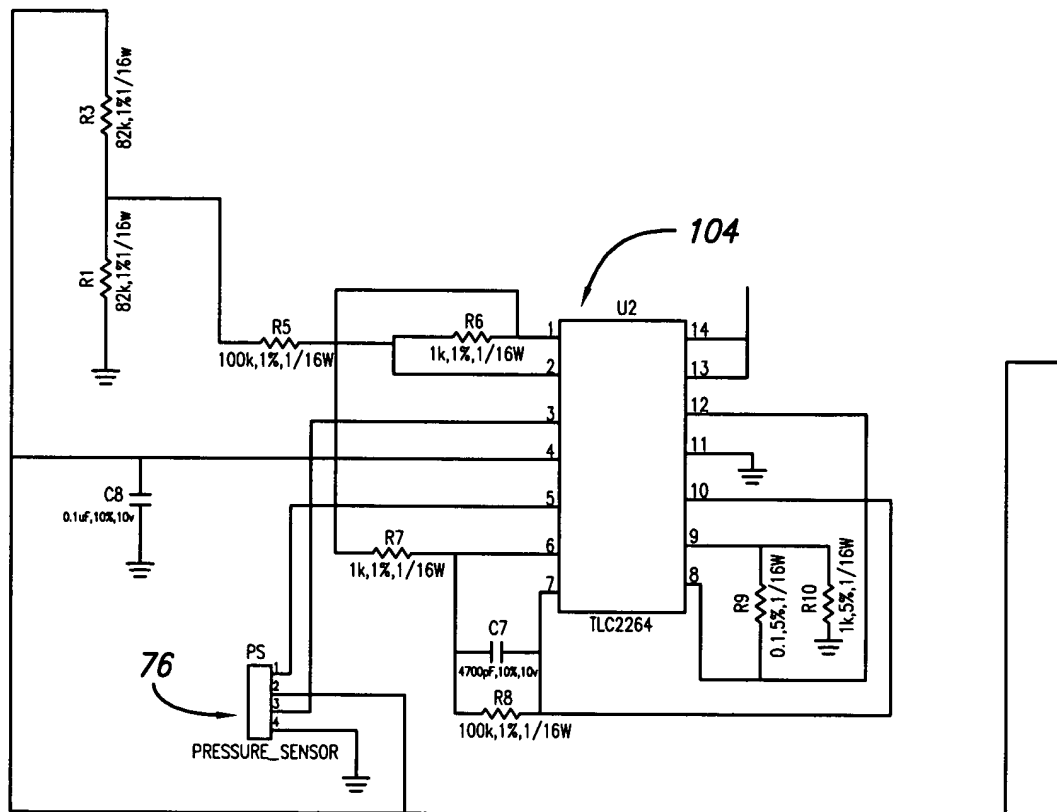 R3
82k,1%1/16w
R1
82k,1%1/16w
104
U2
R5
100k,1%,1/16W
R6
1k,1%,1/16W
1
2
3
4
5
6
7
14
13
12
11
10
9
8
C8
0.1uF,10%,10v
R7
1k,1%,1/16W
R9
0.1,5%,1/16W
R10
1k,5%,1/16W
TLC2264
C7
4700pF,10%,10v
R8
100k,1%,1/16W
PS
1
2
3
4
76
PRESSURE_SENSOR